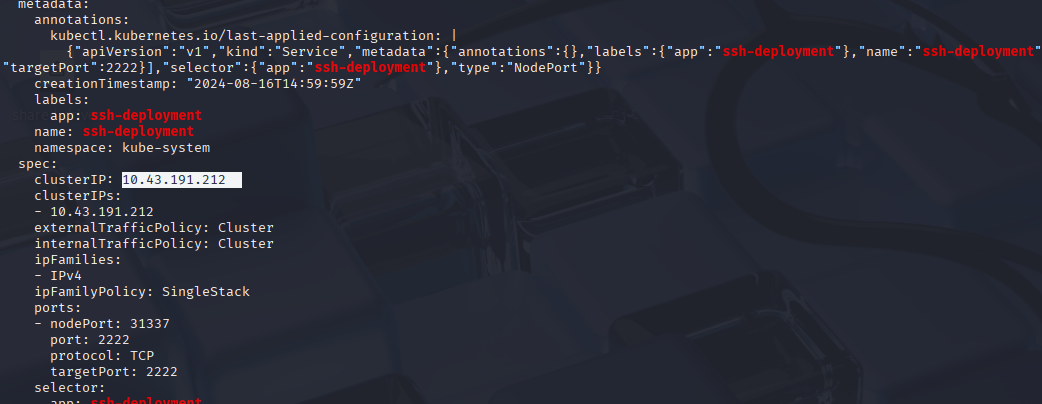 metadata:
annotations:
kubectl.kubernetes.io/last-applied-configuration: |
{"apiVersion":"v1","kind":"Service","metadata":{"annotations":{},"labels":{"app":"ssh-deployment"},"name":"ssh-deployment"
"targetPort":2222}],"selector":{"app":"ssh-deployment"},"type":"NodePort"}}
creationTimestamp: "2024-08-16T14:59:59Z"
labels:
app: ssh-deployment
name: ssh-deployment
namespace: kube-system
spec:
clusterIP: 10.43.191.212
clusterIPs:
- 10.43.191.212
externalTrafficPolicy: Cluster
internalTrafficPolicy: Cluster
ipFamilies:
- IPv4
ipFamilyPolicy: SingleStack
ports:
- nodePort: 31337
port: 2222
protocol: TCP
targetPort: 2222
selector:
app: ssh-deployment